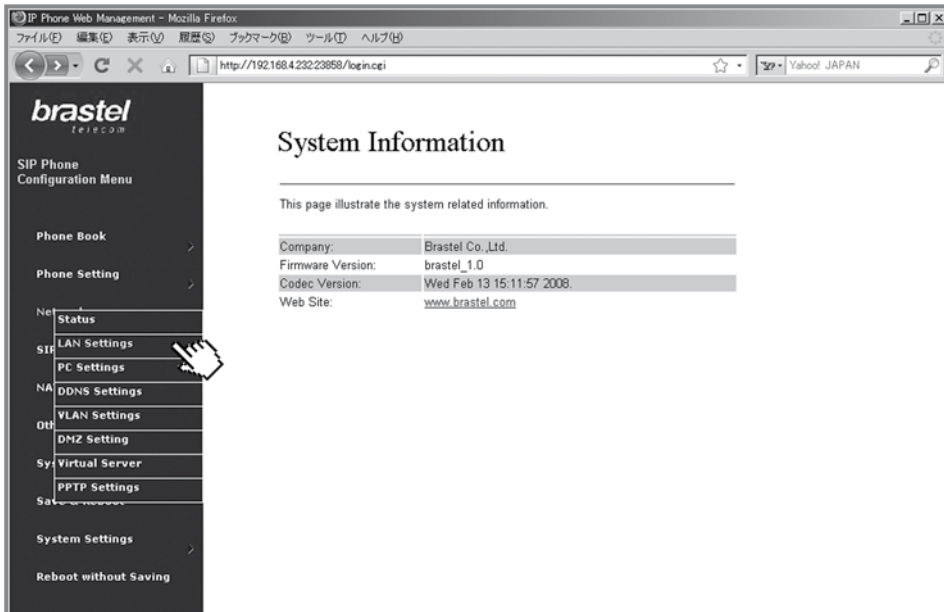 IP Phone Web Management - Mozilla Firefox
ファイル(F) 編集(E) 表示(V) 履歴(S) ブックマーク(B) ツール(T) ヘルプ(H)
http://192.168.4.232:23858/login.cgi
Yahoo! JAPAN
brastel
telecom
SIP Phone
Configuration Menu
Phone Book
Phone Setting
Status
LAN Settings
PC Settings
DDNS Settings
VLAN Settings
DMZ Setting
Virtual Server
PPTP Settings
System Settings
Reboot without Saving
System Information
This page illustrate the system related information.
Company: Brastel Co.,Ltd.
Firmware Version: brastel_1.0
Codec Version: Wed Feb 13 15:11:57 2008.
Web Site: www.brastel.com